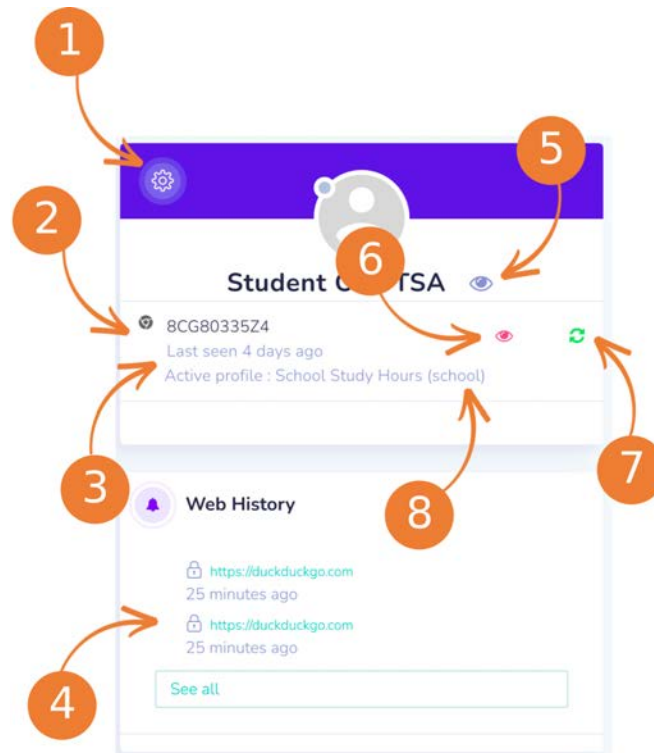 1
5
2
6
Student TSA
8CG80335Z4
Last seen 4 days ago
Active profile : School Study Hours (school)
7
3
8
Web History
https://duckduckgo.com
25 minutes ago
https://duckduckgo.com
25 minutes ago
4
See all